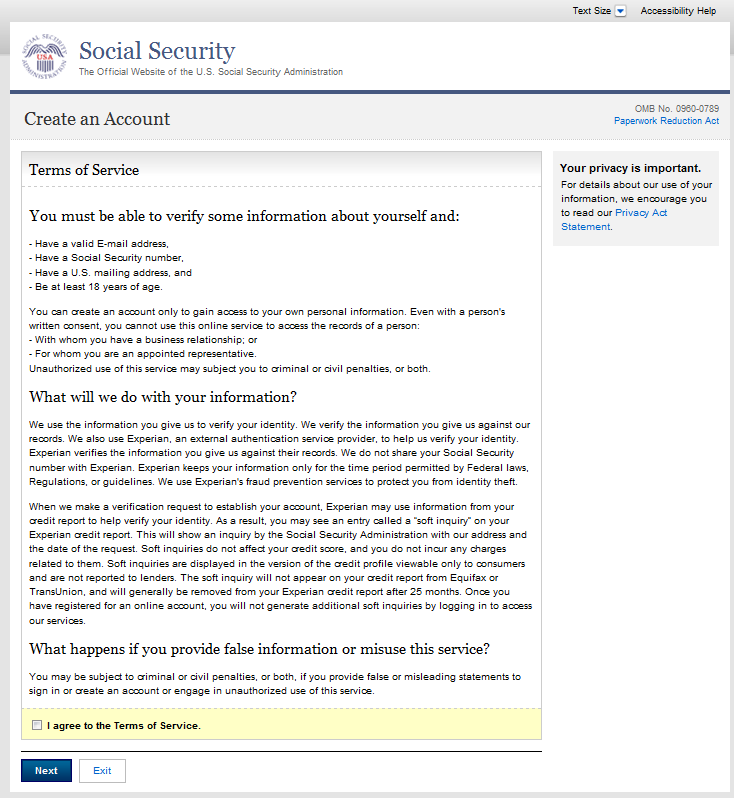 Text Size
Accessibility Help
SOCIAL SECURITY
USA
ADMINISTRATION
Social Security
The Official Website of the U.S. Social Security Administration
Create an Account
OMB No. 0960-0789
Paperwork Reduction Act
Terms of Service
You must be able to verify some information about yourself and:
- Have a valid E-mail address,
- Have a Social Security number,
- Have a U.S. mailing address, and
- Be at least 18 years of age.
You can create an account only to gain access to your own personal information. Even with a person's
written consent, you cannot use this online service to access the records of a person:
- With whom you have a business relationship; or
- For whom you are an appointed representative.
Unauthorized use of this service may subject you to criminal or civil penalties, or both.
What will we do with your information?
We use the information you give us to verify your identity. We verify the information you give us against our
records. We also use Experian, an external authentication service provider, to help us verify your identity.
Experian verifies the information you give us against their records. We do not share your Social Security
number with Experian. Experian keeps your information only for the time period permitted by Federal laws,
Regulations, or guidelines. We use Experian's fraud prevention services to protect you from identity theft.
When we make a verification request to establish your account, Experian may use information from your
credit report to help verify your identity. As a result, you may see an entry called a "soft inquiry" on your
Experian credit report. This will show an inquiry by the Social Security Administration with our address and
the date of the request. Soft inquiries do not affect your credit score, and you do not incur any charges
related to them. Soft inquiries are displayed in the version of the credit profile viewable only to consumers
and are not reported to lenders. The soft inquiry will not appear on your credit report from Equifax or
TransUnion, and will generally be removed from your Experian credit report after 25 months. Once you
have registered for an online account, you will not generate additional soft inquiries by logging in to access
our services.
What happens if you provide false information or misuse this service?
You may be subject to criminal or civil penalties, or both, if you provide false or misleading statements to
sign in or create an account or engage in unauthorized use of this service.
I agree to the Terms of Service.
Next
Exit
Your privacy is important.
For details about our use of your
information, we encourage you
to read our Privacy Act
Statement.